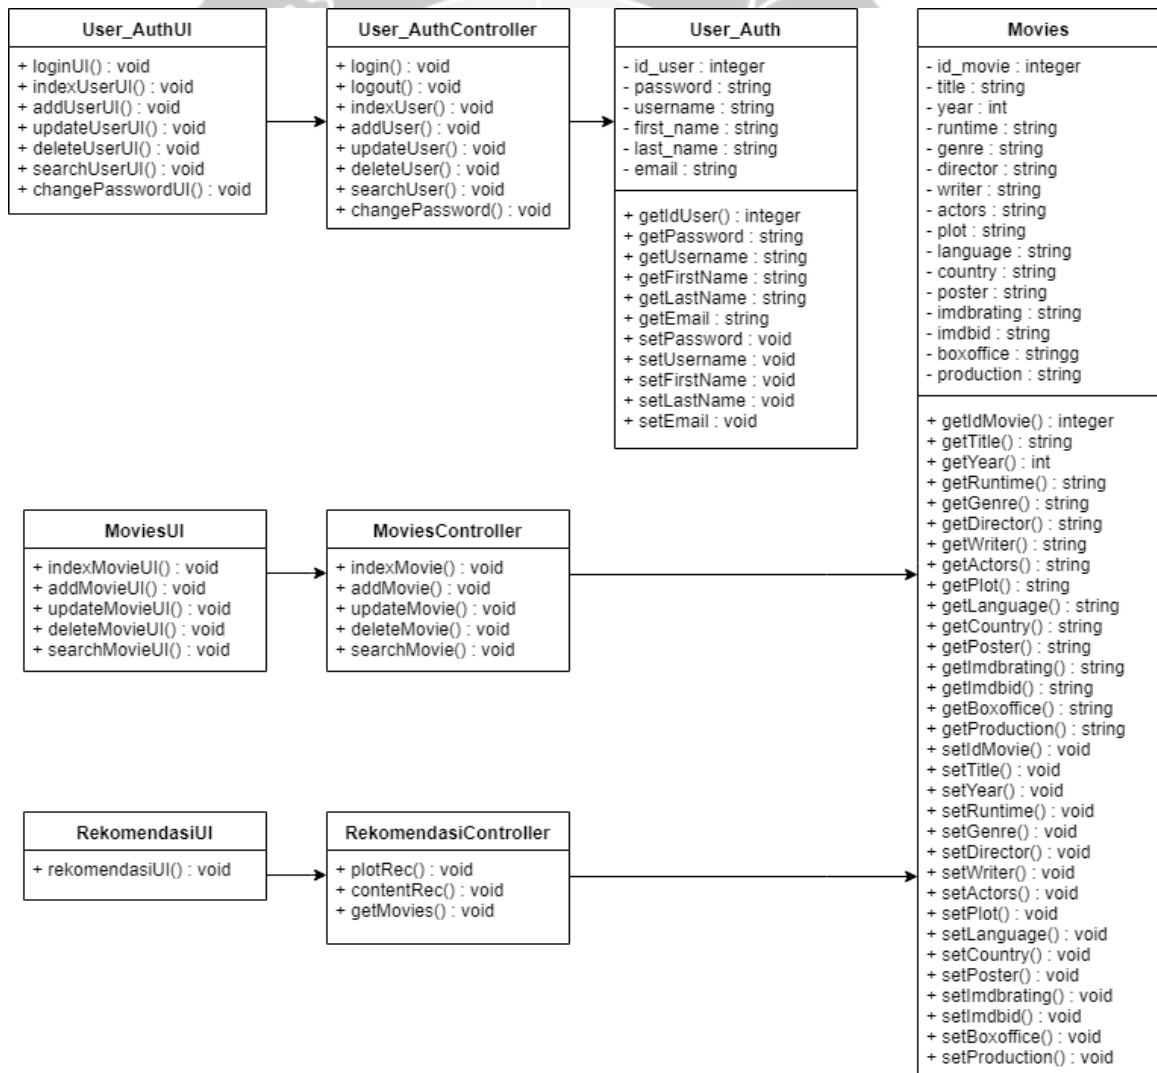 User_AuthUI
+ loginUI() : void
+ indexUserUI() : void
+ addUserUI() : void
+ updateUserUI() : void
+ deleteUserUI() : void
+ searchUserUI() : void
+ changePasswordUI() : void
User_AuthController
+ login() : void
+ logout() : void
+ indexUser() : void
+ addUser() : void
+ updateUser() : void
+ deleteUser() : void
+ searchUser() : void
+ changePassword() : void
User_Auth
- id_user : integer
- password : string
- username : string
- first_name : string
- last_name : string
- email : string
+ getIdUser() : integer
+ getPassword : string
+ getUsername : string
+ getFirstName : string
+ getLastName : string
+ getEmail : string
+ setPassword : void
+ setUsername : void
+ setFirstName : void
+ setLastName : void
+ setEmail : void
Movies
- id_movie : integer
- title : string
- year : int
- runtime : string
- genre : string
- director : string
- writer : string
- actors : string
- plot : string
- language : string
- country : string
- poster : string
- imdbrating : string
- imdbid : string
- boxoffice : stringg
- production : string
+ getIdMovie() : integer
+ getTitle() : string
+ getYear() : int
+ getRuntime() : string
+ getGenre() : string
+ getDirector() : string
+ getWriter() : string
+ getActors() : string
+ getPlot() : string
+ getLanguage() : string
+ getCountry() : string
+ getPoster() : string
+ getImdbrating() : string
+ getImdbid() : string
+ getBoxoffice() : string
+ getProduction() : string
+ setIdMovie() : void
+ setTitle() : void
+ setYear() : void
+ setRuntime() : void
+ setGenre() : void
+ setDirector() : void
+ setWriter() : void
+ setActors() : void
+ setPlot() : void
+ setLanguage() : void
+ setCountry() : void
+ setPoster() : void
+ setImdbrating() : void
+ setImdbid() : void
+ setBoxoffice() : void
+ setProduction() : void
MoviesUI
+ indexMovieUI() : void
+ addMovieUI() : void
+ updateMovieUI() : void
+ deleteMovieUI() : void
+ searchMovieUI() : void
MoviesController
+ indexMovie() : void
+ addMovie() : void
+ updateMovie() : void
+ deleteMovie() : void
+ searchMovie() : void
RekomendasiUI
+ rekomendasiUI() : void
RekomendasiController
+ plotRec() : void
+ contentRec() : void
+ getMovies() : void